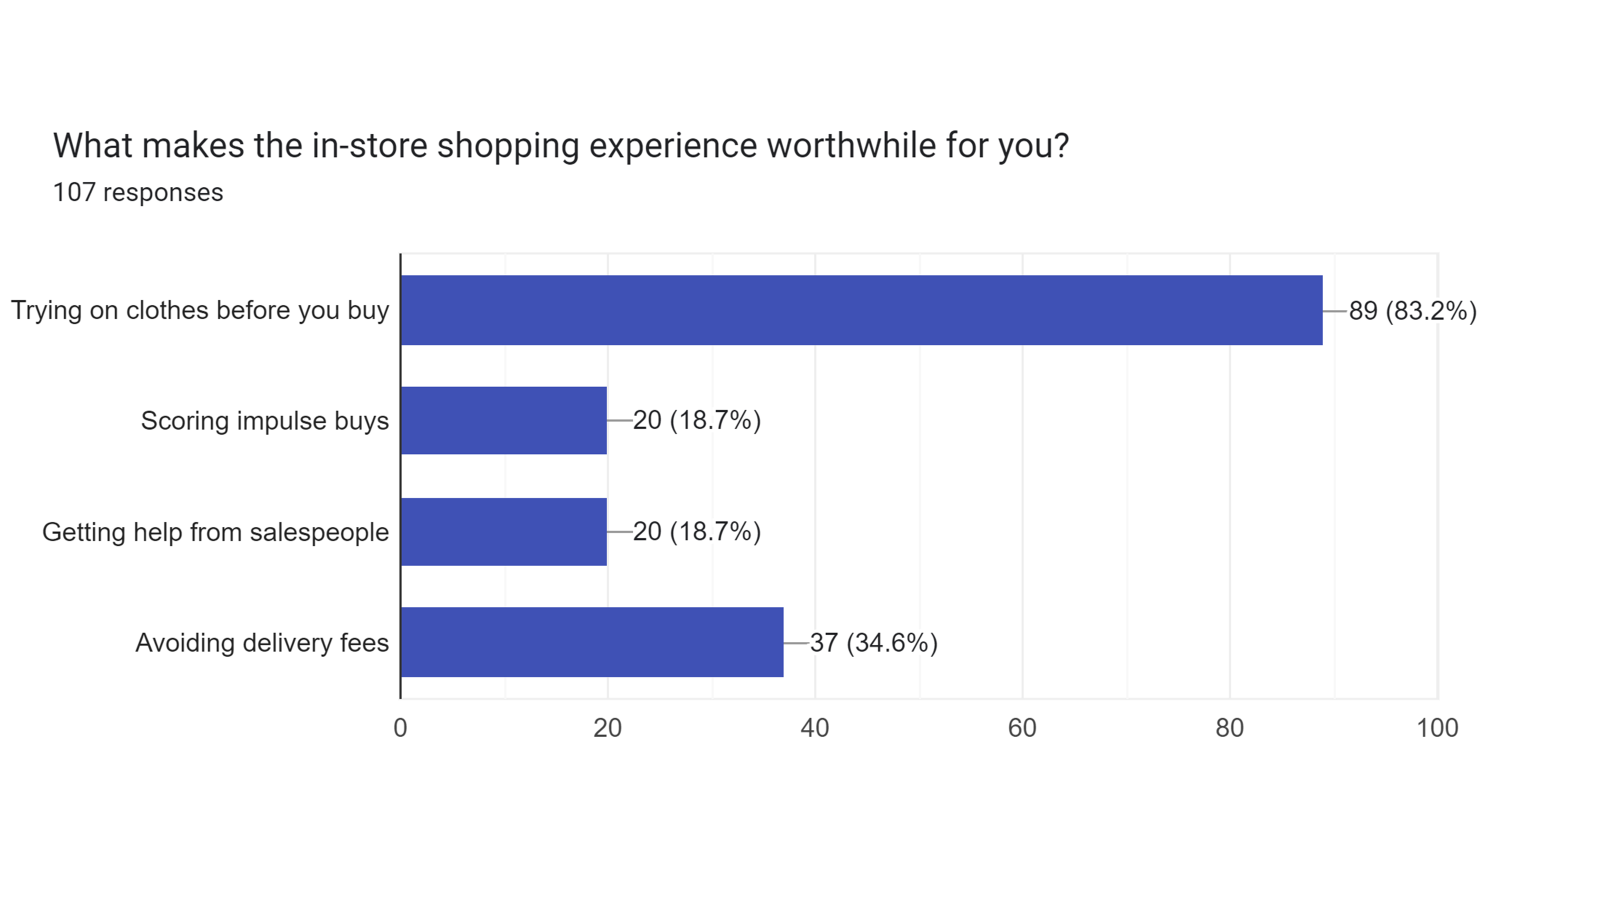 What makes the in-store shopping experience worthwhile for you?
107 responses
Trying on clothes before you buy
89 (83.2%)
Scoring impulse buys
20 (18.7%)
Getting help from salespeople
20 (18.7%)
Avoiding delivery fees
37 (34.6%)
0 20 40 60 80 100